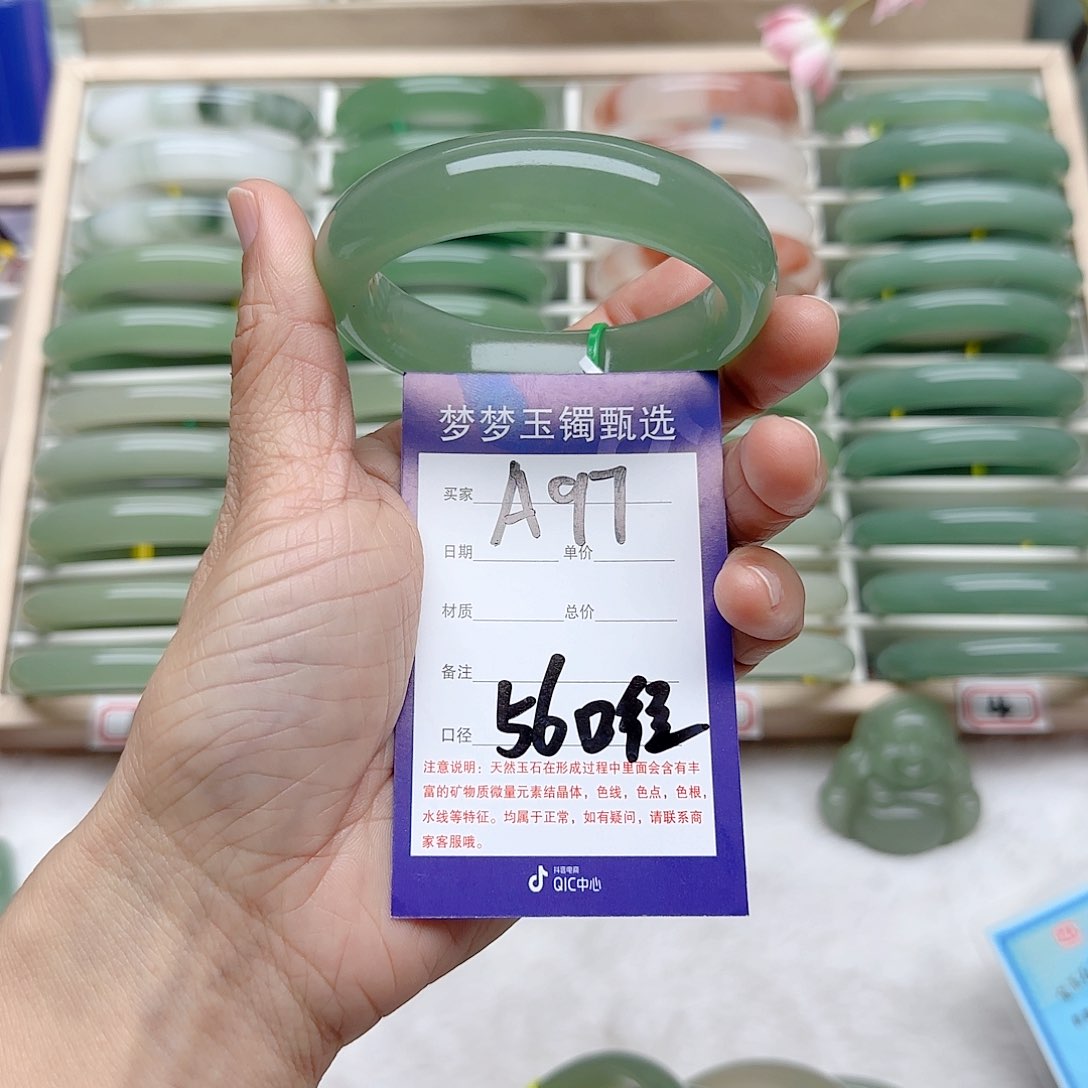 梦梦玉镯甄选
买家 A97
日期 单价
材质 总价
备注
口径 56口径
注意说明：天然玉石在形成过程中里面会含有丰
富的矿物质微量元素结晶体，色线，色点，色根，
水线等特征。均属于正常，如有疑问，请联系商
家客服哦。
抖音电商
QIC中心
4